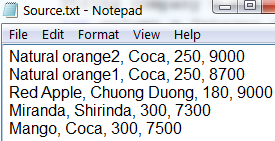 Source.txt - Notepad
File Edit Format View Help
Natural orange2, Coca, 250, 9000
Natural orange1, Coca, 250, 8700
Red Apple, Chuong Duong, 180, 9000
Miranda, Shirinda, 300, 7300
Mango, Coca, 300, 7500